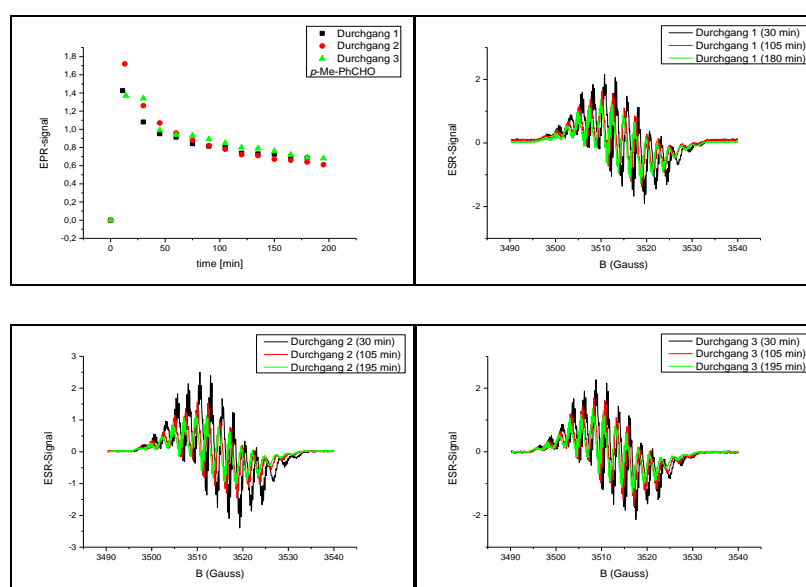 Durchgang 1
Durchgang 2
Durchgang 3
p-Me-PhCHO
1,8
1,6
1,4
1,2
1,0
0,8
0,6
0,4
0,2
0,0
-0,2
EPR-signal
0 50 100 150 200
time [min]
Durchgang 1 (30 min)
Durchgang 1 (105 min)
Durchgang 1 (180 min)
2
0
-2
ESR-Signal
3490 3500 3510 3520 3530 3540
B (Gauss)
Durchgang 2 (30 min)
Durchgang 2 (105 min)
Durchgang 2 (195 min)
3
2
1
0
-1
-2
-3
ESR-Signal
3490 3500 3510 3520 3530 3540
B (Gauss)
Durchgang 3 (30 min)
Durchgang 3 (105 min)
Durchgang 3 (195 min)
2
0
-2
ESR-Signal
3490 3500 3510 3520 3530 3540
B (Gauss)